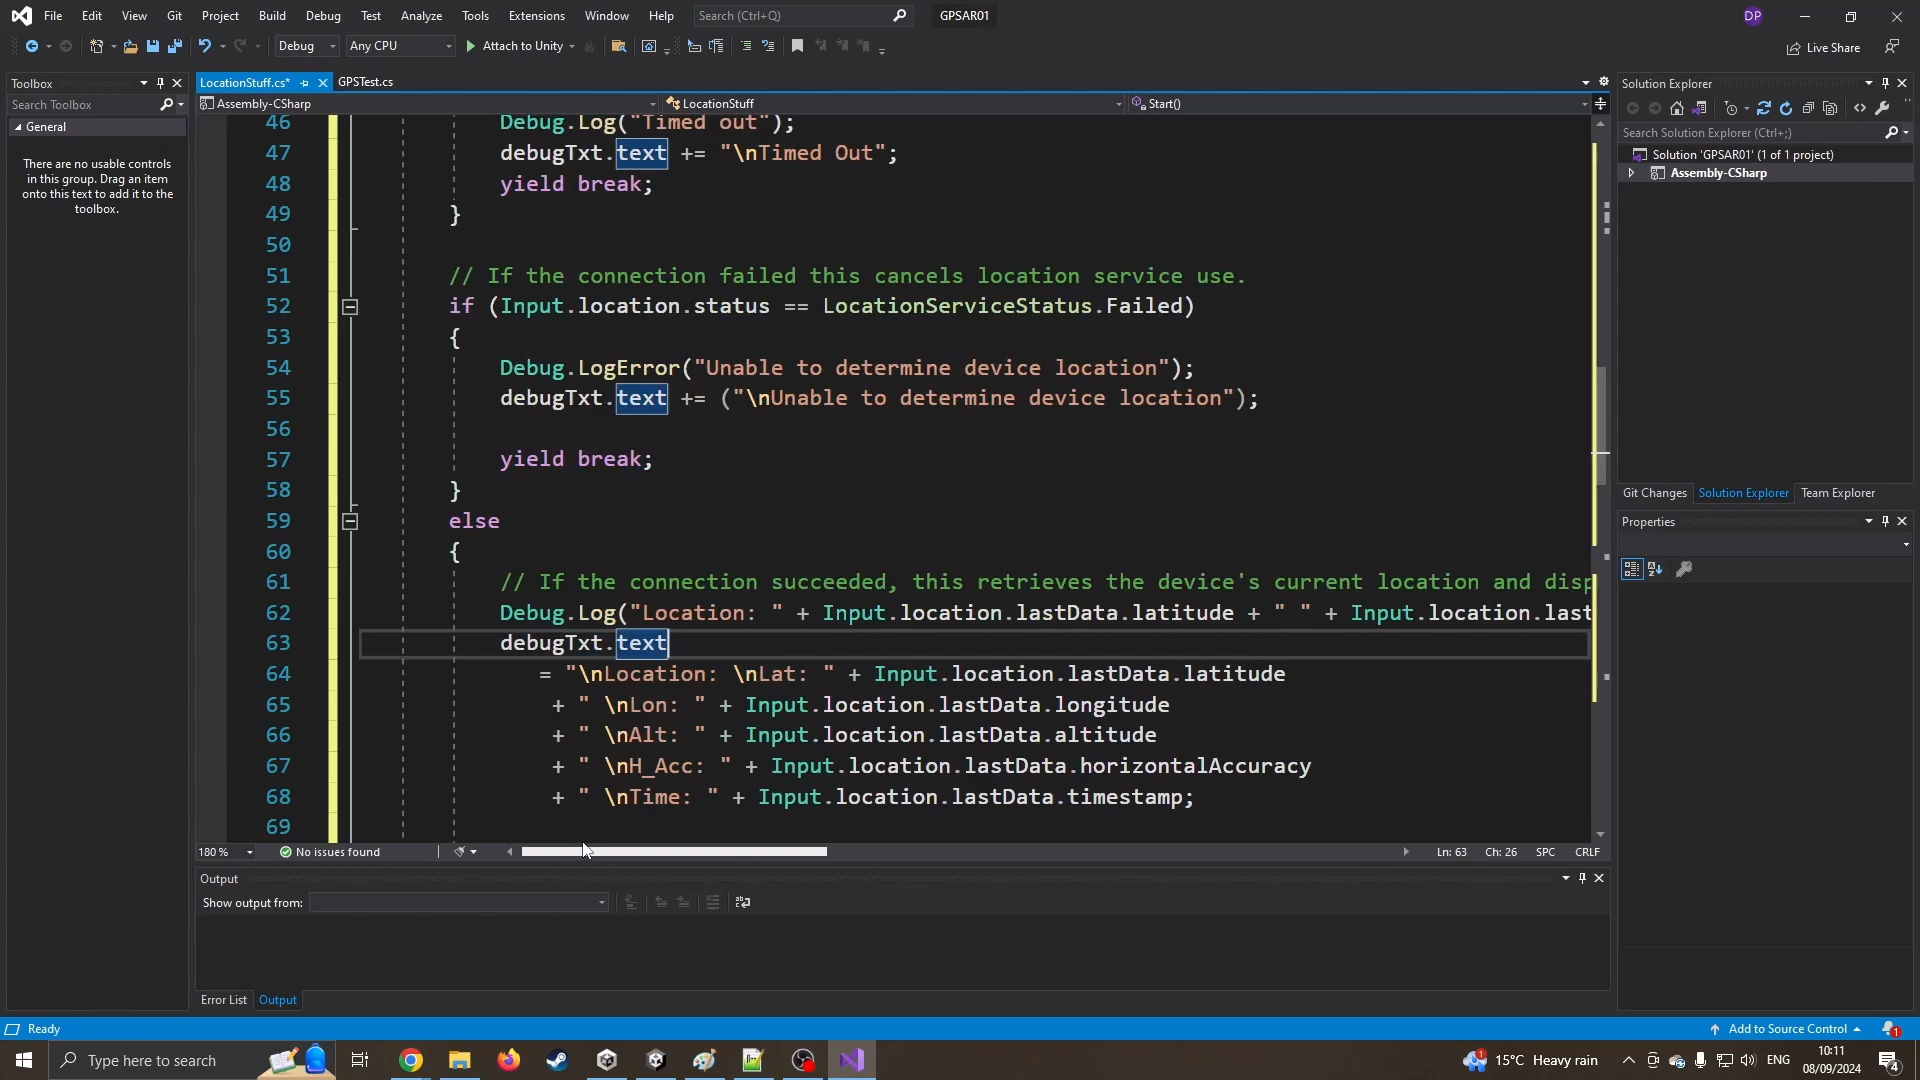 File Edit View Git Project Build Debug Test Analyze Tools Extensions Window Help Search (Ctrl+Q) GPSAR01 DP
Debug Any CPU Attach to Unity Live Share
Toolbox
Search Toolbox
General
There are no usable controls
in this group. Drag an item
onto this text to add it to the
toolbox.
LocationStuff.cs* GPSTest.cs
Assembly-CSharp LocationStuff Start()
46 Debug.Log("Timed out");
47 debugTxt.text += "\nTimed Out";
48 yield break;
49 }
50
51 // If the connection failed this cancels location service use.
52 if (Input.location.status == LocationServiceStatus.Failed)
53 {
54 Debug.LogError("Unable to determine device location");
55 debugTxt.text += ("\nUnable to determine device location");
56
57 yield break;
58 }
59 else
60 {
61 // If the connection succeeded, this retrieves the device's current location and disp
62 Debug.Log("Location: " + Input.location.lastData.latitude + " " + Input.location.last
63 debugTxt.text
64 = "\nLocation: \nLat: " + Input.location.lastData.latitude
65 + " \nLon: " + Input.location.lastData.longitude
66 + " \nAlt: " + Input.location.lastData.altitude
67 + " \nH_Acc: " + Input.location.lastData.horizontalAccuracy
68 + " \nTime: " + Input.location.lastData.timestamp;
69
180 % No issues found Ln: 63 Ch: 26 SPC CRLF
Output
Show output from:
Error List Output
Solution Explorer
Search Solution Explorer (Ctrl+;)
Solution 'GPSAR01' (1 of 1 project)
Assembly-CSharp
Git Changes Solution Explorer Team Explorer
Properties
Ready Add to Source Control 1
Type here to search 1 15°C Heavy rain ENG 10:11
08/09/2024 4